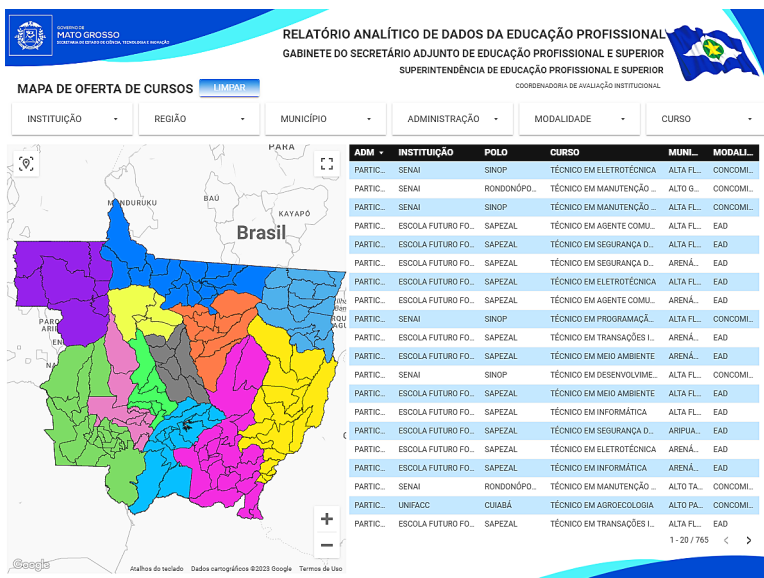 GOVERNO DE
MATO GROSSO
SECRETARIA DE ESTADO DE CIÊNCIA, TECNOLOGIA E INOVAÇÃO
RELATÓRIO ANALÍTICO DE DADOS DA EDUCAÇÃO PROFISSIONAL
GABINETE DO SECRETÁRIO ADJUNTO DE EDUCAÇÃO PROFISSIONAL E SUPERIOR
SUPERINTENDÊNCIA DE EDUCAÇÃO PROFISSIONAL E SUPERIOR
COORDENADORIA DE AVALIAÇÃO INSTITUCIONAL
MAPA DE OFERTA DE CURSOS LIMPAR
INSTITUIÇÃO REGIÃO MUNICÍPIO ADMINISTRAÇÃO MODALIDADE CURSO
PARÁ
MUNDURUKU
BAÚ
KAYAPÓ
Brasil
PARQ
ARIP
EN
NA
Google
Atalhos do teclado Dados cartográficos ©2023 Google Termos de Uso
ADM INSTITUIÇÃO POLO CURSO MUNI... MODALI...
PARTIC... SENAI SINOP TÉCNICO EM ELETROTÉCNICA ALTA FL... CONCOMI...
PARTIC... SENAI RONDONÓPO... TÉCNICO EM MANUTENÇÃO ... ALTO G... CONCOMI...
PARTIC... SENAI SINOP TÉCNICO EM MANUTENÇÃO ... ALTA FL... CONCOMI...
PARTIC... ESCOLA FUTURO FO... SAPEZAL TÉCNICO EM AGENTE COMU... ALTA FL... EAD
PARTIC... ESCOLA FUTURO FO... SAPEZAL TÉCNICO EM SEGURANÇA D... ALTA FL... EAD
PARTIC... ESCOLA FUTURO FO... SAPEZAL TÉCNICO EM SEGURANÇA D... ARENÁ... EAD
PARTIC... ESCOLA FUTURO FO... SAPEZAL TÉCNICO EM ELETROTÉCNICA ALTA FL... EAD
PARTIC... ESCOLA FUTURO FO... SAPEZAL TÉCNICO EM AGENTE COMU... ARENÁ... EAD
PARTIC... SENAI SINOP TÉCNICO EM PROGRAMAÇÃ... ALTA FL... CONCOMI...
PARTIC... ESCOLA FUTURO FO... SAPEZAL TÉCNICO EM TRANSAÇÕES I... ARENÁ... EAD
PARTIC... ESCOLA FUTURO FO... SAPEZAL TÉCNICO EM MEIO AMBIENTE ARENÁ... EAD
PARTIC... SENAI SINOP TÉCNICO EM DESENVOLVIME... ALTA FL... CONCOMI...
PARTIC... ESCOLA FUTURO FO... SAPEZAL TÉCNICO EM MEIO AMBIENTE ALTA FL... EAD
PARTIC... ESCOLA FUTURO FO... SAPEZAL TÉCNICO EM INFORMÁTICA ALTA FL... EAD
PARTIC... ESCOLA FUTURO FO... SAPEZAL TÉCNICO EM SEGURANÇA D... ARIPUA... EAD
PARTIC... ESCOLA FUTURO FO... SAPEZAL TÉCNICO EM ELETROTÉCNICA ARENÁ... EAD
PARTIC... ESCOLA FUTURO FO... SAPEZAL TÉCNICO EM INFORMÁTICA ARENÁ... EAD
PARTIC... SENAI RONDONÓPO... TÉCNICO EM MANUTENÇÃO ... ALTO TA... CONCOMI...
PARTIC... UNIFACC CUIABÁ TÉCNICO EM AGROECOLOGIA ALTO PA... CONCOMI...
PARTIC... ESCOLA FUTURO FO... SAPEZAL TÉCNICO EM TRANSAÇÕES I... ALTA FL... EAD
1 - 20 / 765